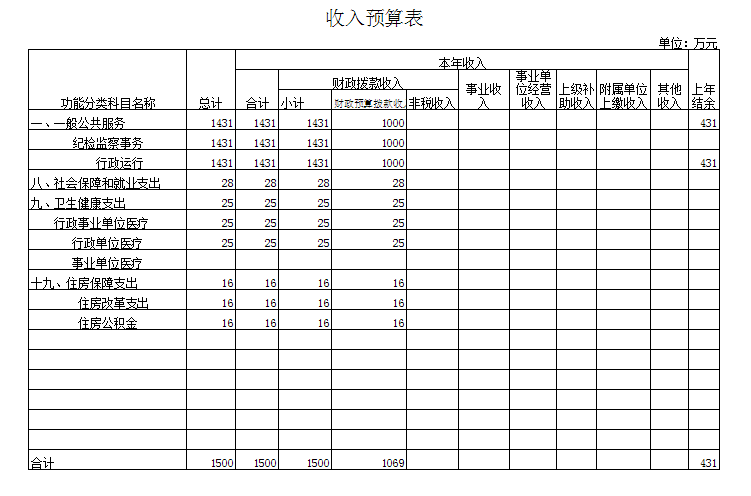 收入预算表
单位：万元
功能分类科目名称 总计 本年收入 上年结余
合计 财政拨款收入 事业收入 事业单位经营收入 上级补助收入 附属单位上缴收入 其他收入
小计 财政预算拨款收 非税收入
一、一般公共服务 1431 1431 1431 1000 431
纪检监察事务 1431 1431 1431 1000
行政运行 1431 1431 1431 1000 431
八、社会保障和就业支出 28 28 28 28
九、卫生健康支出 25 25 25 25
行政事业单位医疗 25 25 25 25
行政单位医疗 25 25 25 25
事业单位医疗
十九、住房保障支出 16 16 16 16
住房改革支出 16 16 16 16
住房公积金 16 16 16 16
合计 1500 1500 1500 1069 431